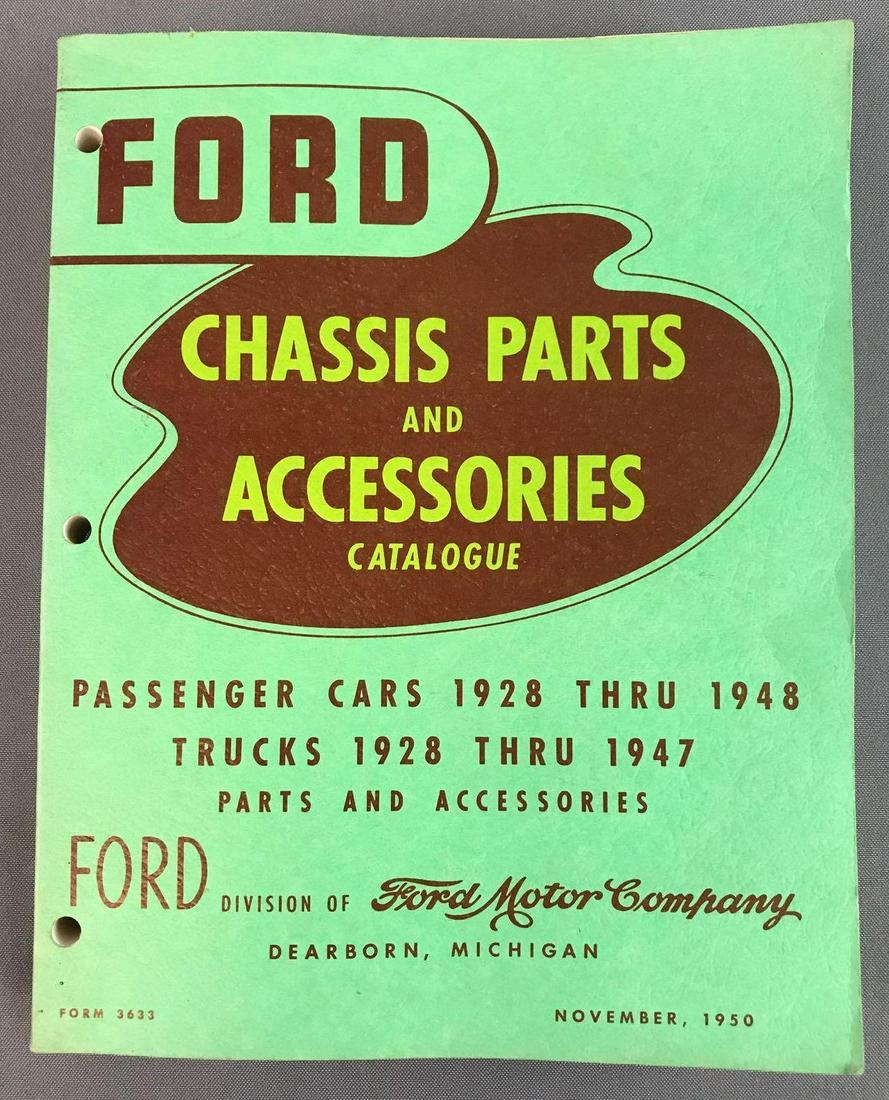 FORD
CHASSIS PARTS
AND
ACCESSORIES
CATALOGUE
PASSENGER CARS 1928 THRU 1948
TRUCKS 1928 THRU 1947
PARTS AND ACCESSORIES
FORD DIVISION OF Ford Motor Company
DEARBORN, MICHIGAN
FORM 3633 NOVEMBER, 1950